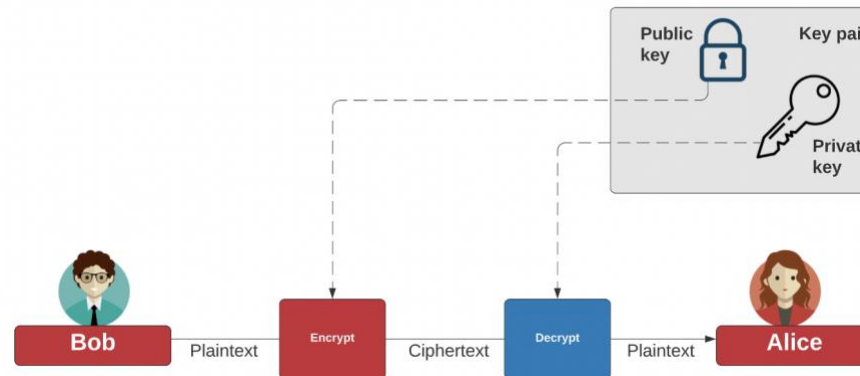 Public
key
Key pai
Privat
key
Bob
Plaintext
Encrypt
Ciphertext
Decrypt
Plaintext
Alice